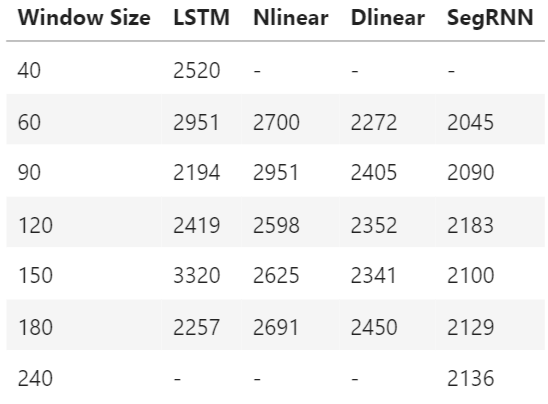 Window Size LSTM Nlinear Dlinear SegRNN
40 2520 - - -
60 2951 2700 2272 2045
90 2194 2951 2405 2090
120 2419 2598 2352 2183
150 3320 2625 2341 2100
180 2257 2691 2450 2129
240 - - - 2136